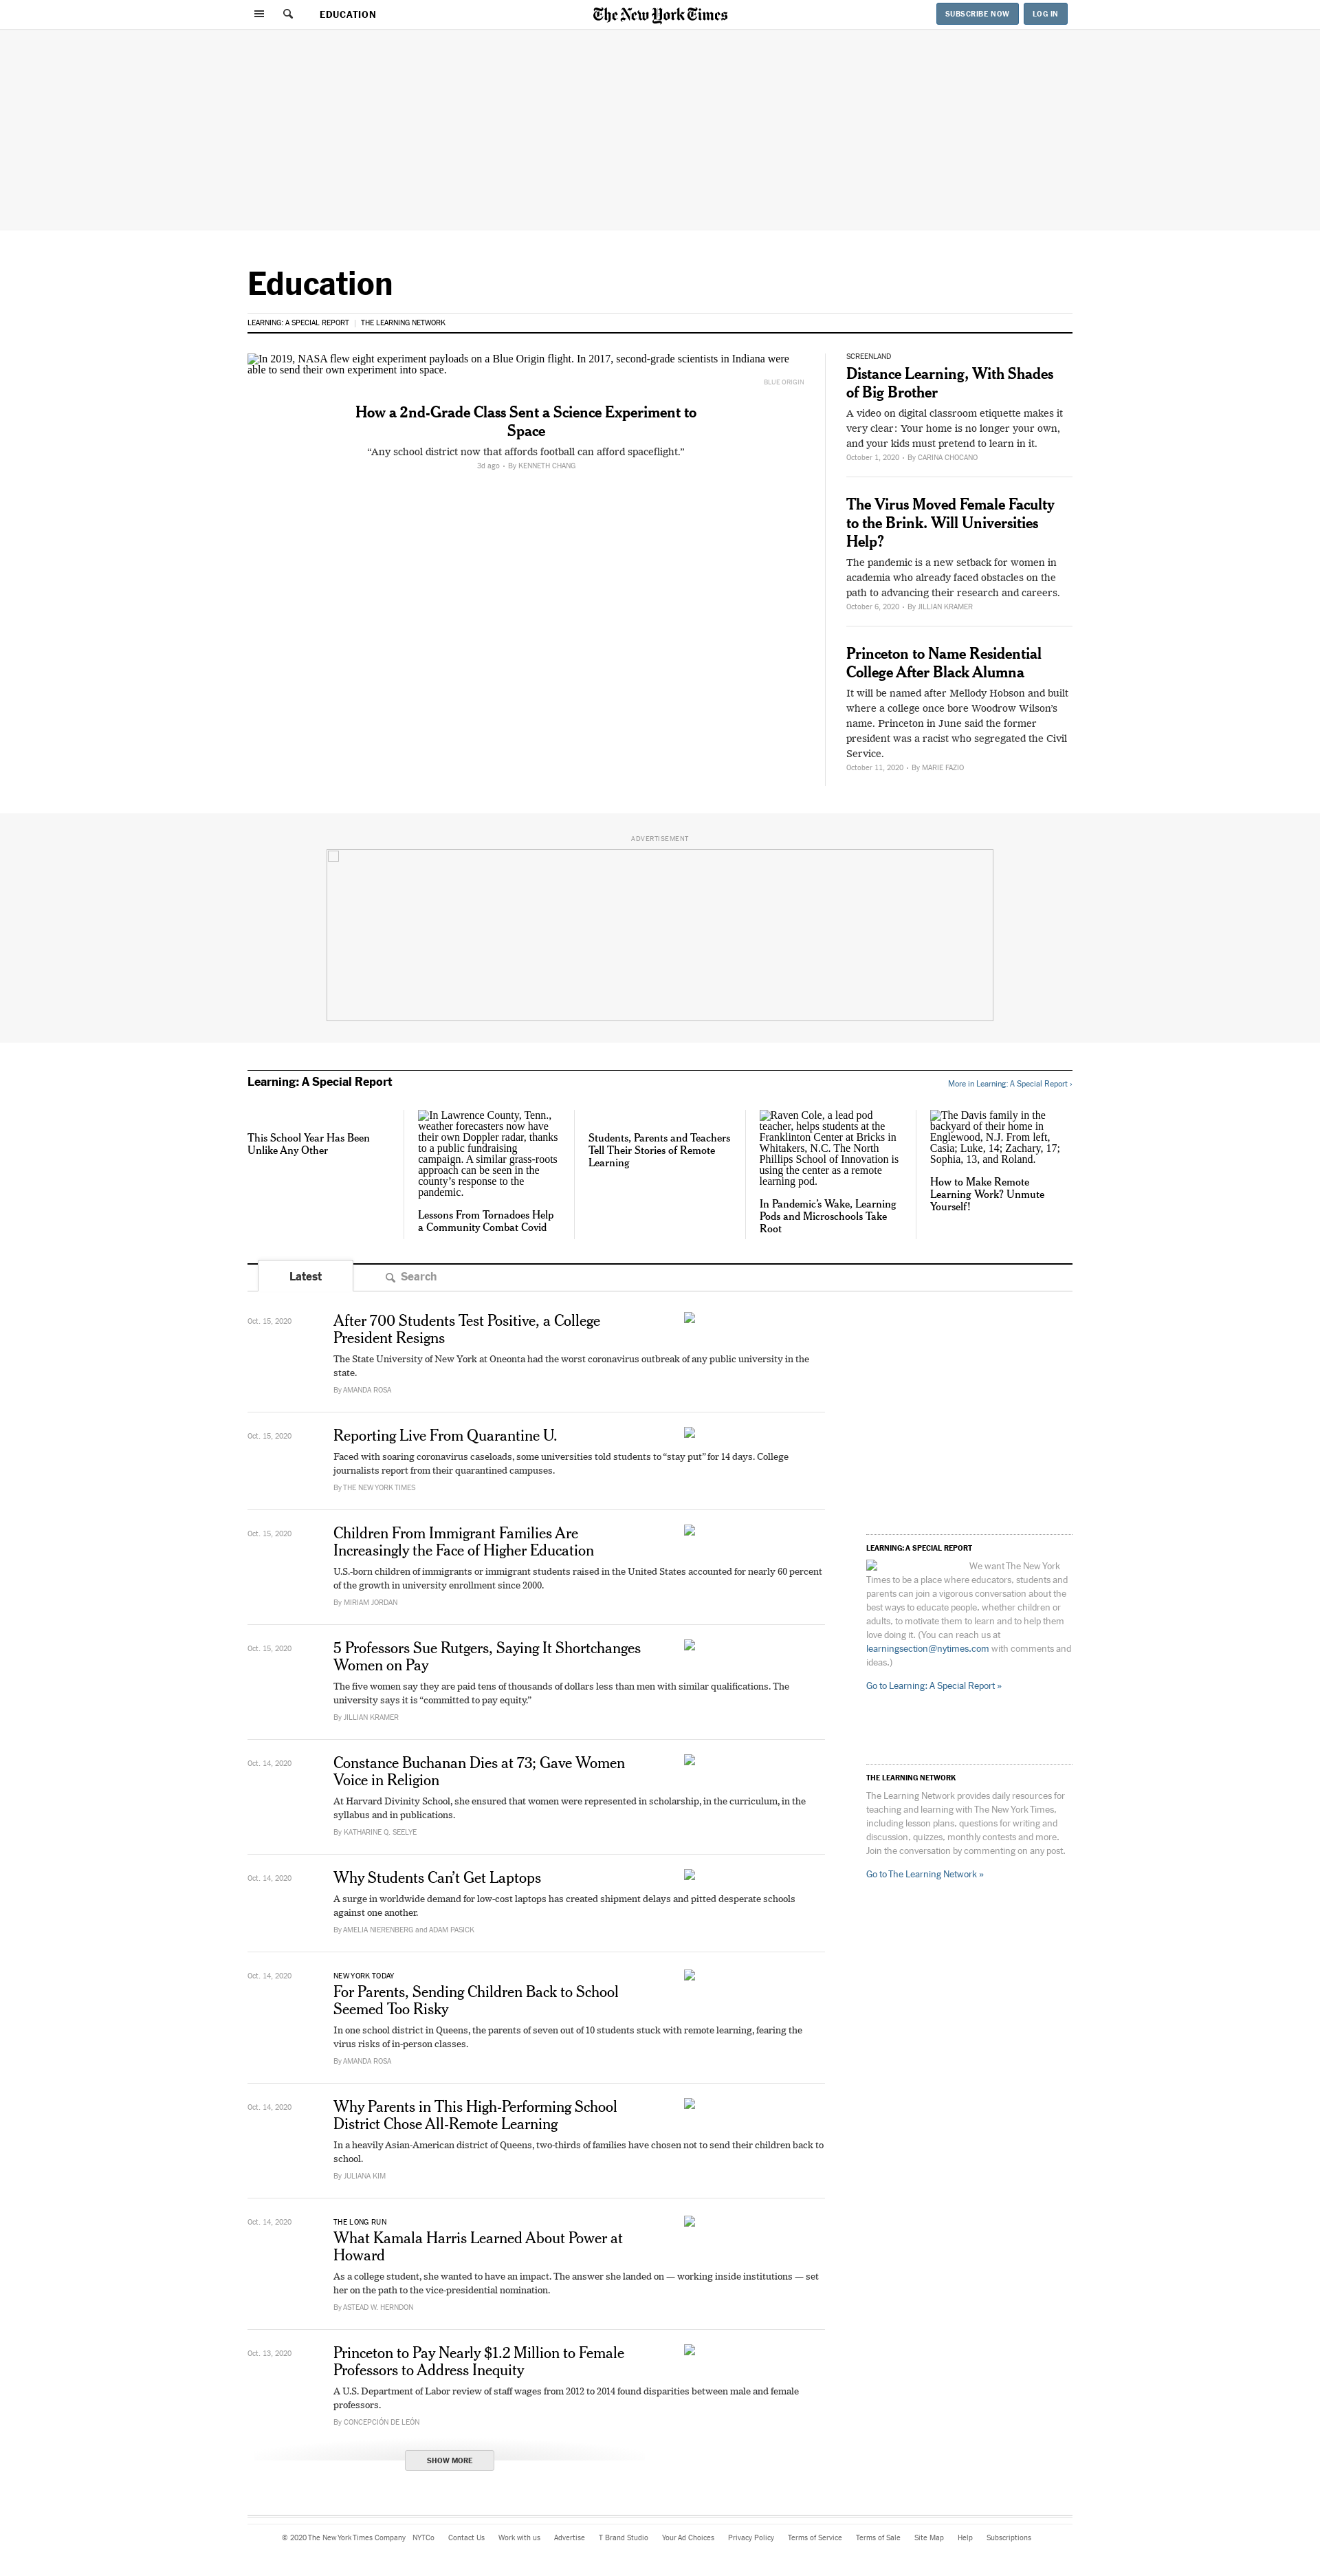 EDUCATION
The New York Times
SUBSCRIBE NOW
LOG IN
Education
LEARNING: A SPECIAL REPORT | THE LEARNING NETWORK
In 2019, NASA flew eight experiment payloads on a Blue Origin flight. In 2017, second-grade scientists in Indiana were
able to send their own experiment into space.
BLUE ORIGIN
How a 2nd-Grade Class Sent a Science Experiment to
Space
“Any school district now that affords football can afford spaceflight.”
3d ago • By KENNETH CHANG
SCREENLAND
Distance Learning, With Shades
of Big Brother
A video on digital classroom etiquette makes it
very clear: Your home is no longer your own,
and your kids must pretend to learn in it.
October 1, 2020 • By CARINA CHOCANO
The Virus Moved Female Faculty
to the Brink. Will Universities
Help?
The pandemic is a new setback for women in
academia who already faced obstacles on the
path to advancing their research and careers.
October 6, 2020 • By JILLIAN KRAMER
Princeton to Name Residential
College After Black Alumna
It will be named after Mellody Hobson and built
where a college once bore Woodrow Wilson’s
name. Princeton in June said the former
president was a racist who segregated the Civil
Service.
October 11, 2020 • By MARIE FAZIO
ADVERTISEMENT
Learning: A Special Report
More in Learning: A Special Report ›
This School Year Has Been
Unlike Any Other
In Lawrence County, Tenn.,
weather forecasters now have
their own Doppler radar, thanks
to a public fundraising
campaign. A similar grass-roots
approach can be seen in the
county’s response to the
pandemic.
Lessons From Tornadoes Help
a Community Combat Covid
Students, Parents and Teachers
Tell Their Stories of Remote
Learning
Raven Cole, a lead pod
teacher, helps students at the
Franklinton Center at Bricks in
Whitakers, N.C. The North
Phillips School of Innovation is
using the center as a remote
learning pod.
In Pandemic’s Wake, Learning
Pods and Microschools Take
Root
The Davis family in the
backyard of their home in
Englewood, N.J. From left,
Casia; Luke, 14; Zachary, 17;
Sophia, 13, and Roland.
How to Make Remote
Learning Work? Unmute
Yourself!
Latest
Search
Oct. 15, 2020
After 700 Students Test Positive, a College
President Resigns
The State University of New York at Oneonta had the worst coronavirus outbreak of any public university in the
state.
By AMANDA ROSA
Oct. 15, 2020
Reporting Live From Quarantine U.
Faced with soaring coronavirus caseloads, some universities told students to “stay put” for 14 days. College
journalists report from their quarantined campuses.
By THE NEW YORK TIMES
Oct. 15, 2020
Children From Immigrant Families Are
Increasingly the Face of Higher Education
U.S.-born children of immigrants or immigrant students raised in the United States accounted for nearly 60 percent
of the growth in university enrollment since 2000.
By MIRIAM JORDAN
Oct. 15, 2020
5 Professors Sue Rutgers, Saying It Shortchanges
Women on Pay
The five women say they are paid tens of thousands of dollars less than men with similar qualifications. The
university says it is “committed to pay equity.”
By JILLIAN KRAMER
Oct. 14, 2020
Constance Buchanan Dies at 73; Gave Women
Voice in Religion
At Harvard Divinity School, she ensured that women were represented in scholarship, in the curriculum, in the
syllabus and in publications.
By KATHARINE Q. SEELYE
Oct. 14, 2020
Why Students Can’t Get Laptops
A surge in worldwide demand for low-cost laptops has created shipment delays and pitted desperate schools
against one another.
By AMELIA NIERENBERG and ADAM PASICK
Oct. 14, 2020
NEW YORK TODAY
For Parents, Sending Children Back to School
Seemed Too Risky
In one school district in Queens, the parents of seven out of 10 students stuck with remote learning, fearing the
virus risks of in-person classes.
By AMANDA ROSA
Oct. 14, 2020
Why Parents in This High-Performing School
District Chose All-Remote Learning
In a heavily Asian-American district of Queens, two-thirds of families have chosen not to send their children back to
school.
By JULIANA KIM
Oct. 14, 2020
THE LONG RUN
What Kamala Harris Learned About Power at
Howard
As a college student, she wanted to have an impact. The answer she landed on — working inside institutions — set
her on the path to the vice-presidential nomination.
By ASTEAD W. HERNDON
Oct. 13, 2020
Princeton to Pay Nearly $1.2 Million to Female
Professors to Address Inequity
A U.S. Department of Labor review of staff wages from 2012 to 2014 found disparities between male and female
professors.
By CONCEPCIÓN DE LEÓN
SHOW MORE
LEARNING: A SPECIAL REPORT
We want The New York
Times to be a place where educators, students and
parents can join a vigorous conversation about the
best ways to educate people, whether children or
adults, to motivate them to learn and to help them
love doing it. (You can reach us at
learningsection@nytimes.com with comments and
ideas.)
Go to Learning: A Special Report »
THE LEARNING NETWORK
The Learning Network provides daily resources for
teaching and learning with The New York Times,
including lesson plans, questions for writing and
discussion, quizzes, monthly contests and more.
Join the conversation by commenting on any post.
Go to The Learning Network »
© 2020 The New York Times Company NYTCo Contact Us Work with us Advertise T Brand Studio Your Ad Choices Privacy Policy Terms of Service Terms of Sale Site Map Help Subscriptions